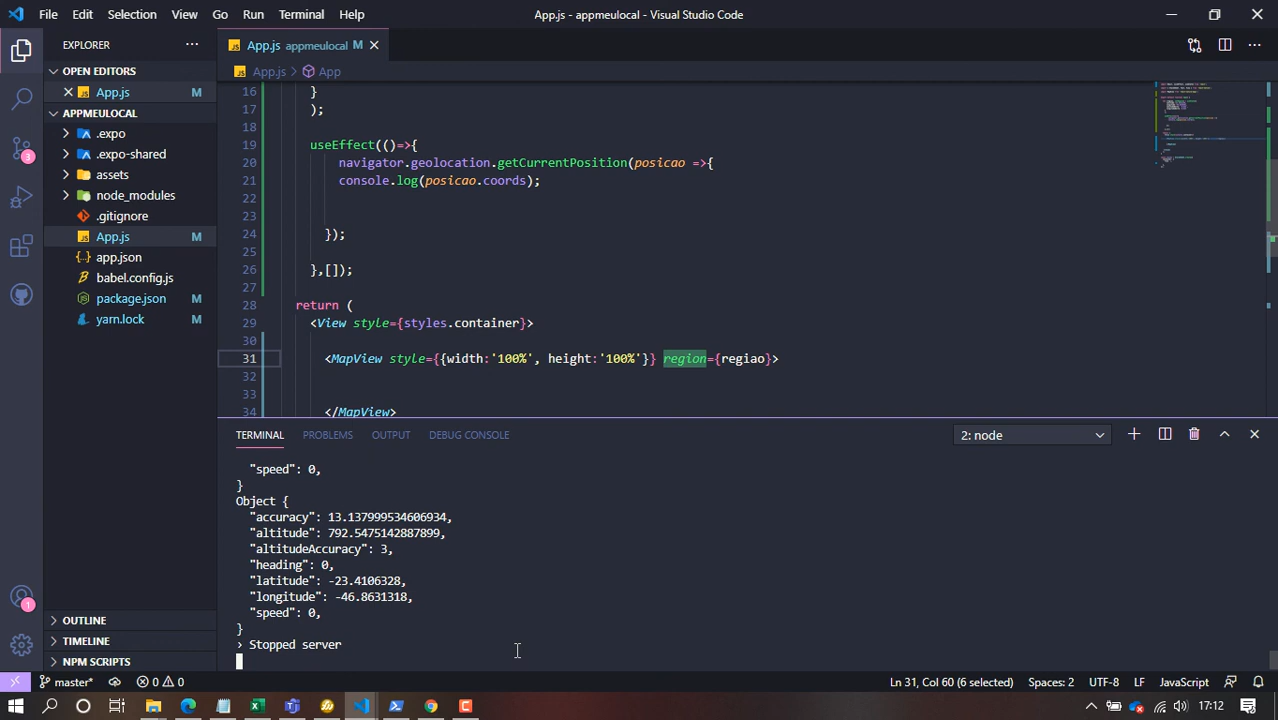 File Edit Selection View Go Run Terminal Help App.js - appmeulocal - Visual Studio Code
EXPLORER ···
App.js appmeulocal M
OPEN EDITORS
App.js > App
App.js M
APPMEULOCAL
.expo
.expo-shared
assets
node_modules
.gitignore
App.js M
app.json
babel.config.js
package.json M
yarn.lock M
16 }
17 );
18
19 useEffect(()=>{
20 navigator.geolocation.getCurrentPosition(posicao =>{
21 console.log(posicao.coords);
22
23
24 });
25
26 },[]);
27
28 return (
29 <View style={styles.container}>
30
31 <MapView style={{width:'100%', height:'100%'}} region={regiao}>
32
33
34 </MapView>
TERMINAL PROBLEMS OUTPUT DEBUG CONSOLE 2: node
"speed": 0,
}
Object {
"accuracy": 13.137999534606934,
"altitude": 792.5475142887899,
"altitudeAccuracy": 3,
"heading": 0,
"latitude": -23.4106328,
"longitude": -46.8631318,
"speed": 0,
}
› Stopped server
3
1
OUTLINE
TIMELINE
NPM SCRIPTS
master* 0 0 Ln 31, Col 60 (6 selected) Spaces: 2 UTF-8 LF JavaScript
17:12